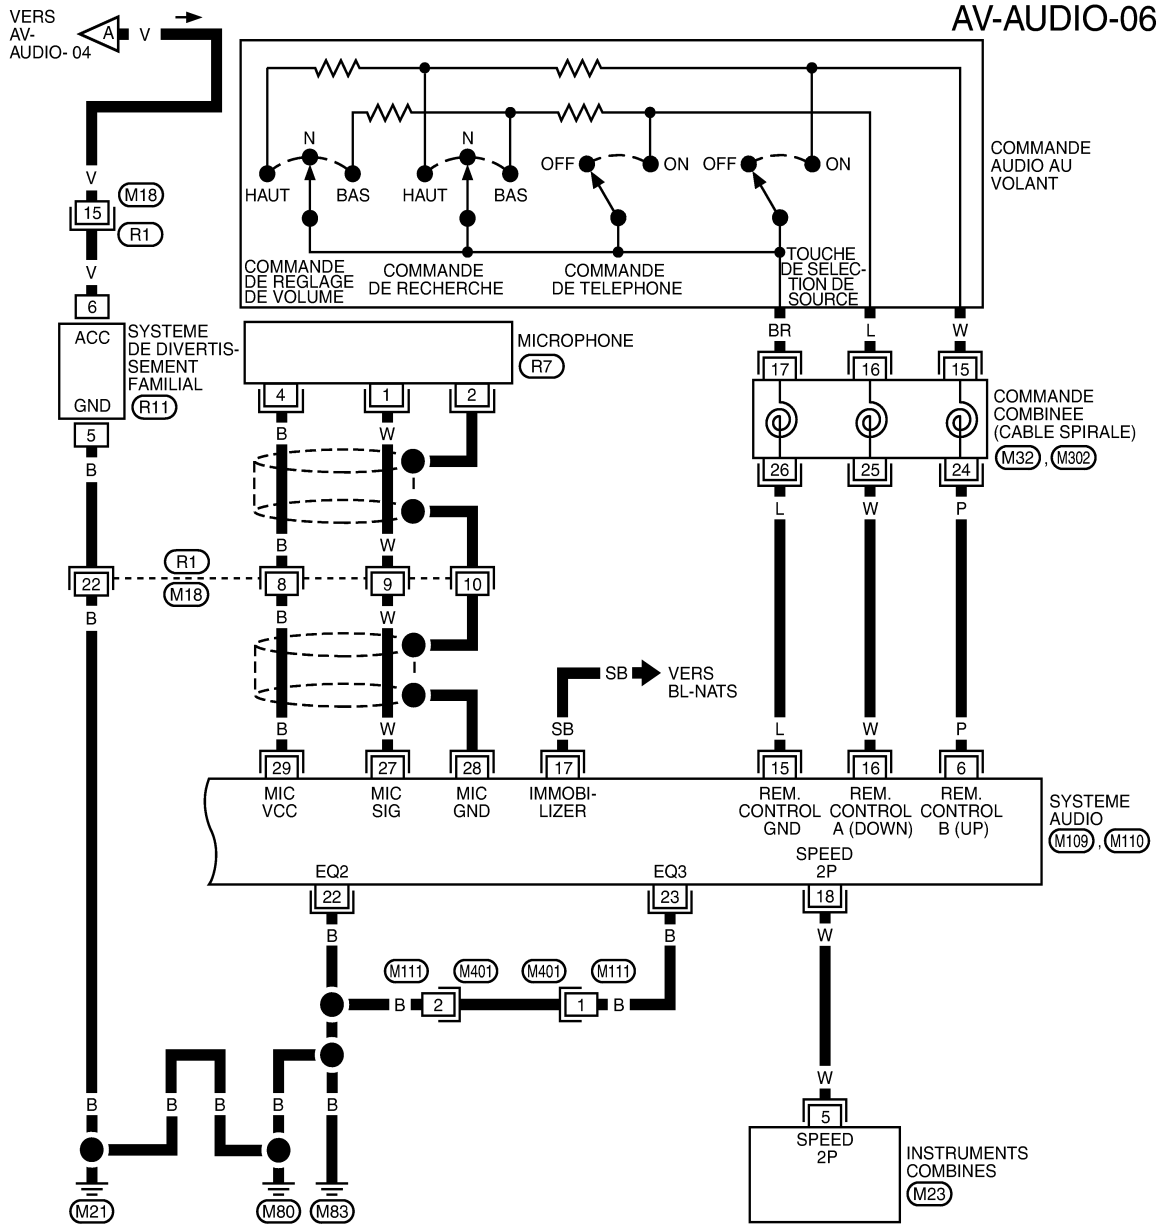 AV-AUDIO-06
VERS
AV-
AUDIO- 04
A
V
V
15
M18
R1
V
6
ACC
GND
SYSTEME
DE DIVERTIS-
SEMENT
FAMILIAL
R11
5
B
22
B
R1
M18
N
HAUT
BAS
COMMANDE
DE REGLAGE
DE VOLUME
N
HAUT
BAS
COMMANDE
DE RECHERCHE
OFF
ON
COMMANDE
DE TELEPHONE
OFF
ON
TOUCHE
DE SELEC-
TION DE
SOURCE
COMMANDE
AUDIO AU
VOLANT
BR
L
W
17
16
15
COMMANDE
COMBINEE
(CABLE SPIRALE)
M32 , M302
26
25
24
L
W
P
MICROPHONE
R7
4
1
2
B
W
B
W
8
9
10
B
W
B
W
29
27
28
MIC
VCC
MIC
SIG
MIC
GND
SB
VERS
BL-NATS
SB
17
IMMOBI-
LIZER
L
W
P
15
16
6
REM.
CONTROL
GND
REM.
CONTROL
A (DOWN)
REM.
CONTROL
B (UP)
SYSTEME
AUDIO
M109 , M110
EQ2
EQ3
SPEED
2P
22
23
18
B
B
W
M111
M401
M401
M111
B
2
1
B
B
B
B
B
B
M21
M80
M83
W
5
SPEED
2P
INSTRUMENTS
COMBINES
M23